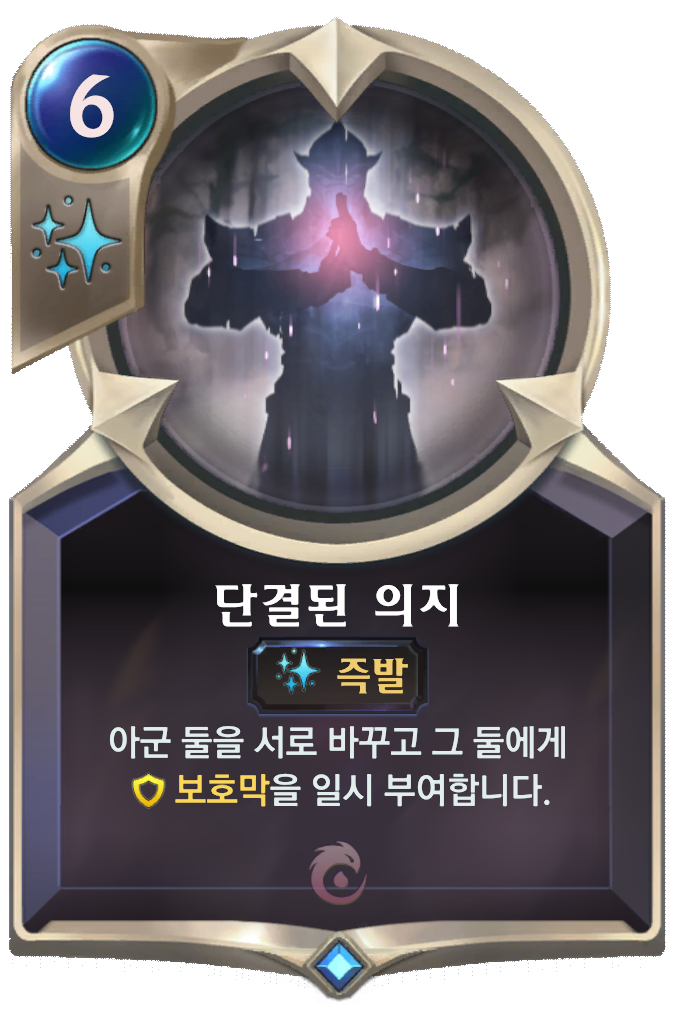 6
단결된 의지
즉발
아군 둘을 서로 바꾸고 그 둘에게
보호막을 일시 부여합니다.